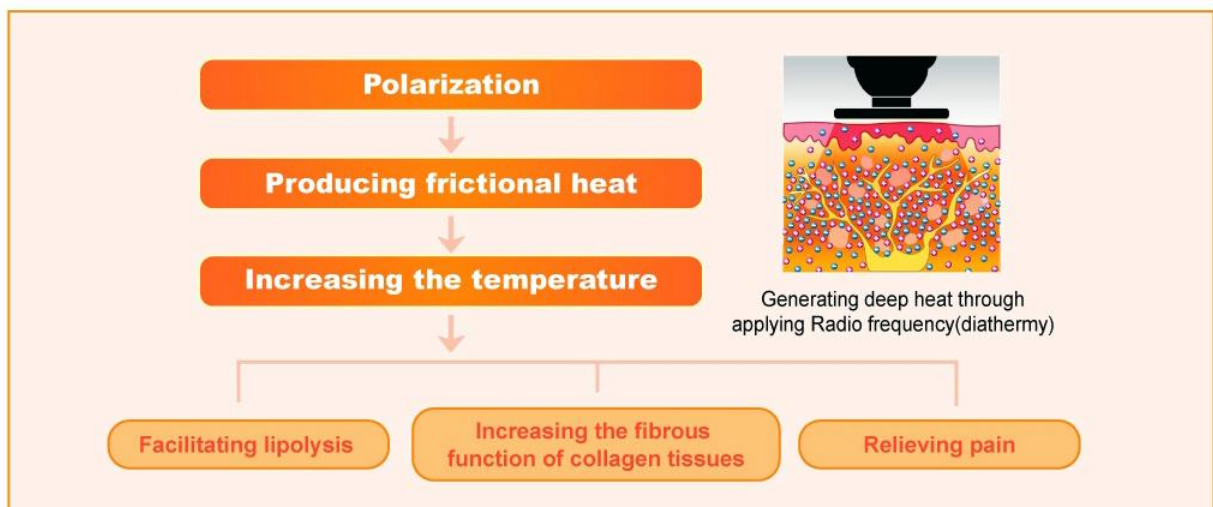 Polarization
Producing frictional heat
Increasing the temperature
Generating deep heat through
applying Radio frequency(diathermy)
Facilitating lipolysis
Increasing the fibrous
function of collagen tissues
Relieving pain